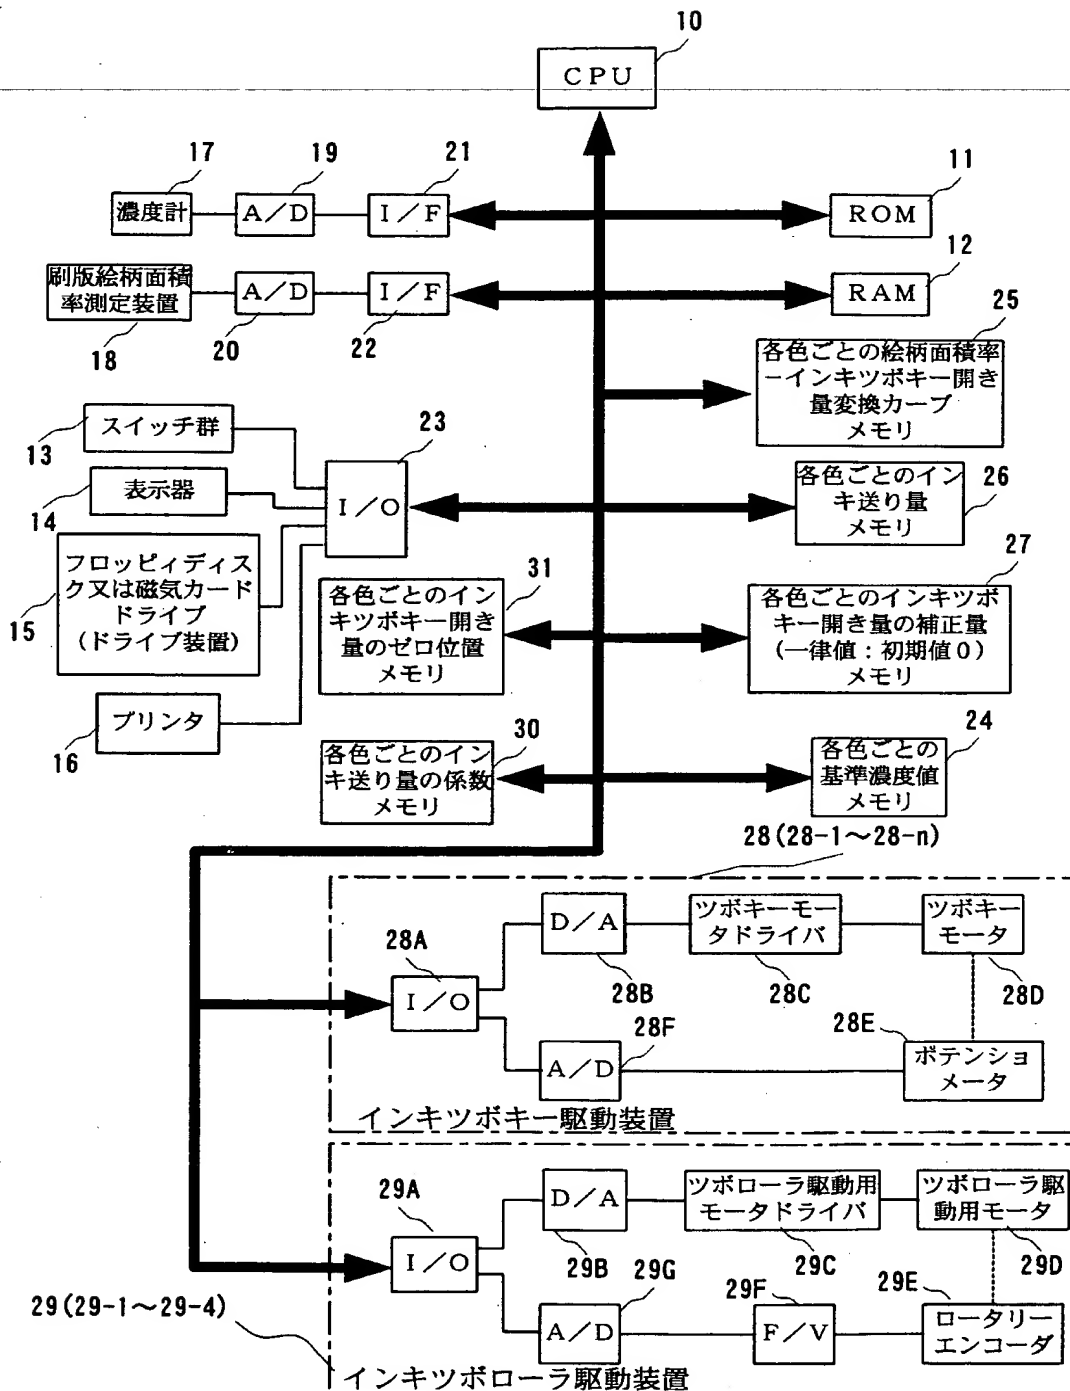 10
CPU
17
19
21
11
濃度計
A/D
I/F
ROM
12
刷版絵柄面積
率測定装置
A/D
I/F
RAM
18
20
22
25
各色ごとの絵柄面積率
−インキツボキー開き
量変換カーブ
メモリ
スイッチ群
13
23
表示器
14
I/O
各色ごとのイン
キ送り量
メモリ
26
フロッピィディス
ク又は磁気カード
ドライブ
(ドライブ装置)
15
31
各色ごとのイン
キツボキー開き
量のゼロ位置
メモリ
27
各色ごとのインキツボ
キー開き量の補正量
(一律値:初期値0)
メモリ
プリンタ
16
30
各色ごとのイン
キ送り量の係数
メモリ
24
各色ごとの
基準濃度値
メモリ
28(28-1〜28-n)
28A
I/O
D/A
28B
ツボキーモー
タドライバ
28C
ツボキー
モータ
28D
28F
A/D
28E
ポテンショ
メータ
インキツボキー駆動装置
29A
I/O
D/A
29B
ツボローラ駆動用
モータドライバ
29C
ツボローラ駆
動用モータ
29D
29G
A/D
29F
F/V
29E
ロータリー
エンコーダ
29(29-1〜29-4)
インキツボローラ駆動装置